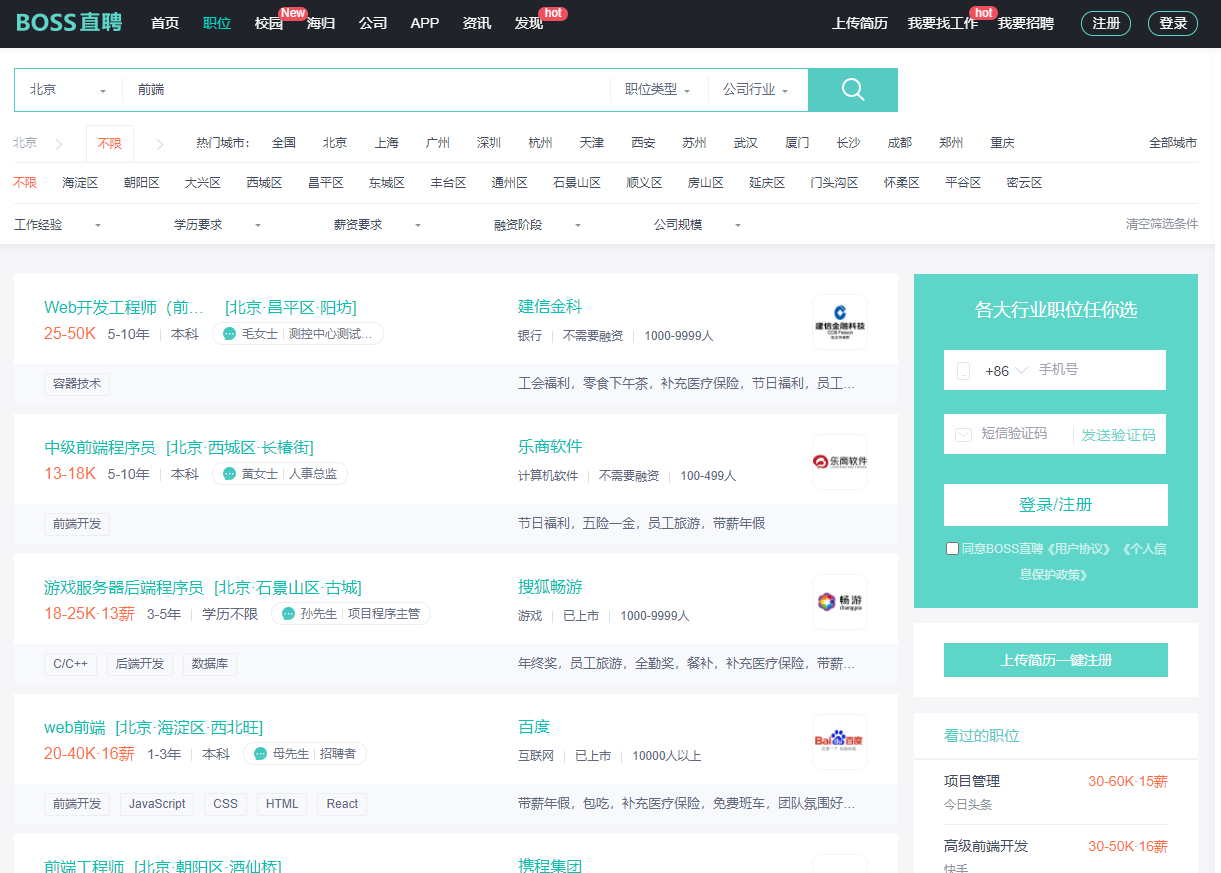 BOSS直聘 首页 职位 校园 New 海归 公司 APP 资讯 发现 hot 上传简历 我要找工作 hot 我要招聘 注册 登录
北京 前端 职位类型 公司行业
北京 不限 热门城市: 全国 北京 上海 广州 深圳 杭州 天津 西安 苏州 武汉 厦门 长沙 成都 郑州 重庆 全部城市
不限 海淀区 朝阳区 大兴区 西城区 昌平区 东城区 丰台区 通州区 石景山区 顺义区 房山区 延庆区 门头沟区 怀柔区 平谷区 密云区
工作经验 学历要求 薪资要求 融资阶段 公司规模 清空筛选条件
Web开发工程师（前... [北京·昌平区·阳坊]
25-50K 5-10年 本科 毛女士 测控中心测试...
建信金科
银行 不需要融资 1000-9999人
建信金融科技
CCB Fintech
容器技术
工会福利，零食下午茶，补充医疗保险，节日福利，员工...
中级前端程序员 [北京·西城区·长椿街]
13-18K 5-10年 本科 黄女士 人事总监
乐商软件
计算机软件 不需要融资 100-499人
乐商软件
前端开发
节日福利，五险一金，员工旅游，带薪年假
游戏服务器后端程序员 [北京·石景山区·古城]
18-25K·13薪 3-5年 学历不限 孙先生 项目程序主管
搜狐畅游
游戏 已上市 1000-9999人
畅游
changyou
C/C++ 后端开发 数据库
年终奖，员工旅游，全勤奖，餐补，补充医疗保险，带薪...
web前端 [北京·海淀区·西北旺]
20-40K·16薪 1-3年 本科 母先生 招聘者
百度
互联网 已上市 10000人以上
Bai百度
前端开发 JavaScript CSS HTML React
带薪年假，包吃，补充医疗保险，免费班车，团队氛围好...
前端工程师 [北京·朝阳区·酒仙桥]
携程集团
各大行业职位任你选
+86 手机号
短信验证码 发送验证码
登录/注册
同意BOSS直聘《用户协议》《个人信
息保护政策》
上传简历一键注册
看过的职位
项目管理 30-60K·15薪
今日头条
高级前端开发 30-50K·16薪
快手